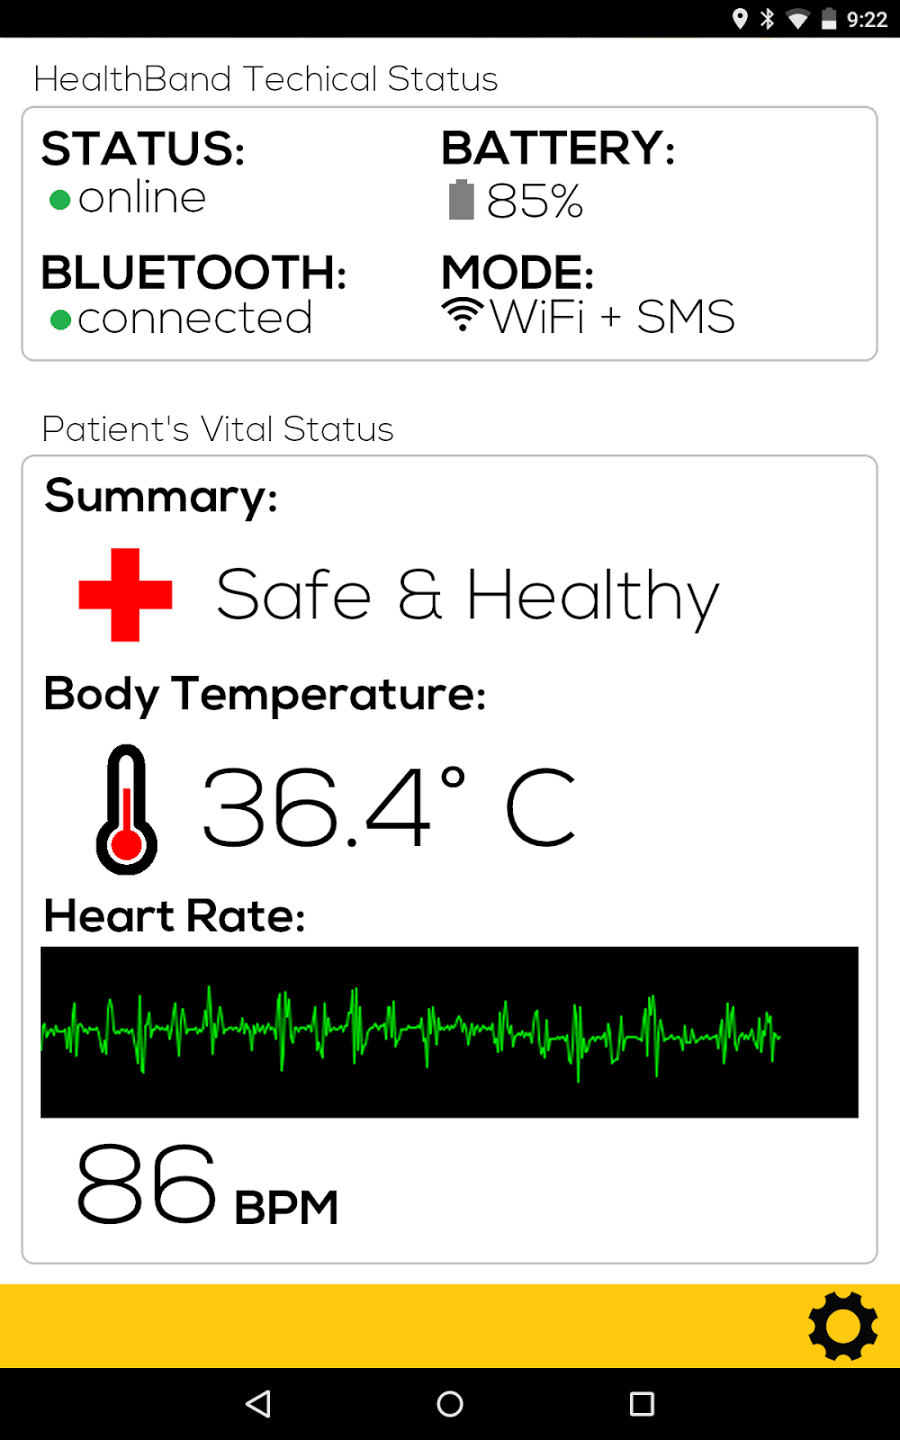 9:22
HealthBand Techical Status
STATUS:
online
BATTERY:
85%
BLUETOOTH:
connected
MODE:
WiFi + SMS
Patient's Vital Status
Summary:
Safe & Healthy
Body Temperature:
36.4° C
Heart Rate:
86 BPM